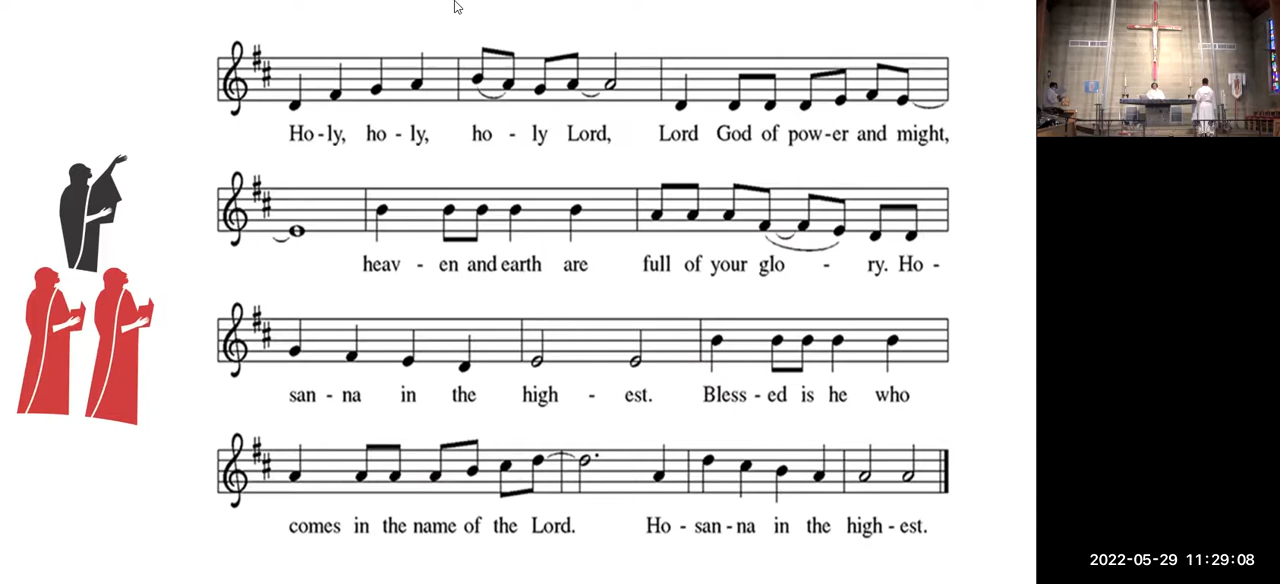 Ho - ly, ho - ly, ho - ly Lord, Lord God of pow - er and might,
heav - en and earth are full of your glo - ry. Ho -
san - na in the high - est. Bless - ed is he who
comes in the name of the Lord. Ho - san - na in the high - est.
2022-05-29 11:29:08